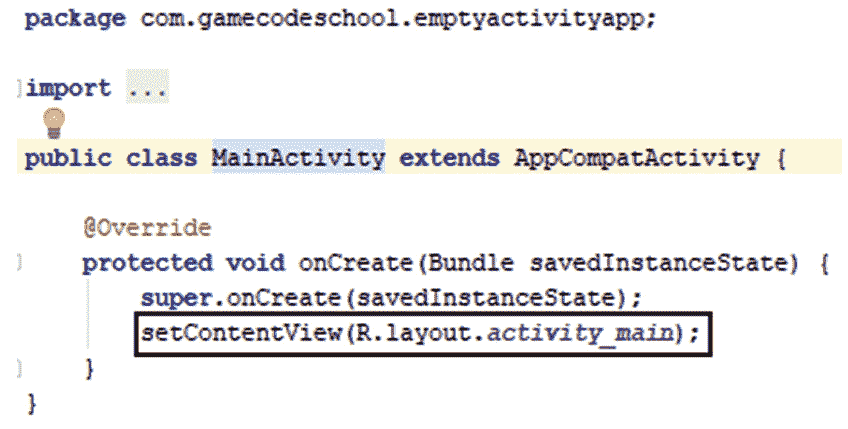 package com.gamecodeschool.emptyactivityapp;
import ...
public class MainActivity extends AppCompatActivity {
@Override
protected void onCreate(Bundle savedInstanceState) {
super.onCreate(savedInstanceState);
setContentView(R.layout.activity_main);
}
}